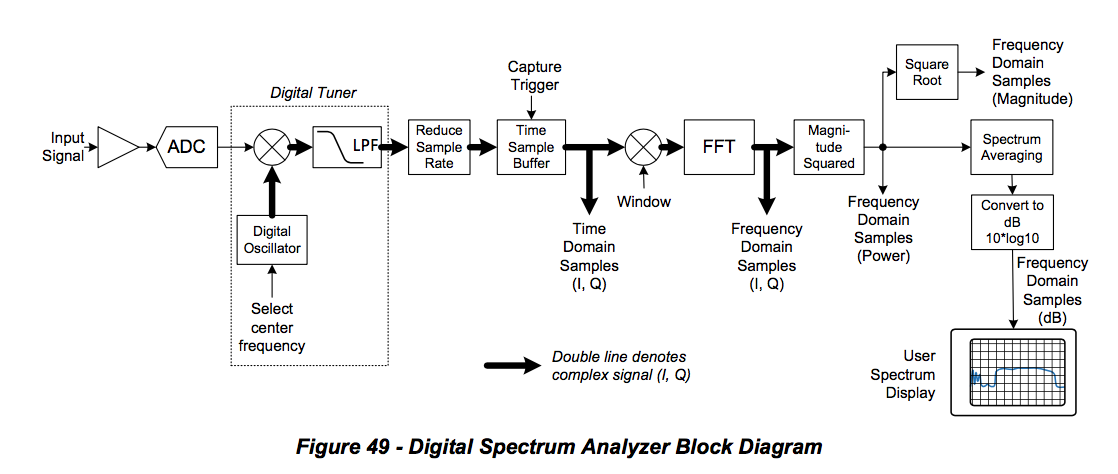 Digital Tuner
Input
Signal
ADC
LPF
Digital
Oscillator
Select
center
frequency
Reduce
Sample
Rate
Capture
Trigger
Time
Sample
Buffer
Time
Domain
Samples
(I, Q)
Window
FFT
Frequency
Domain
Samples
(I, Q)
Magni-
tude
Squared
Frequency
Domain
Samples
(Power)
Square
Root
Frequency
Domain
Samples
(Magnitude)
Spectrum
Averaging
Convert to
dB
10*log10
Frequency
Domain
Samples
(dB)
User
Spectrum
Display
Double line denotes
complex signal (I, Q)
Figure 49 - Digital Spectrum Analyzer Block Diagram